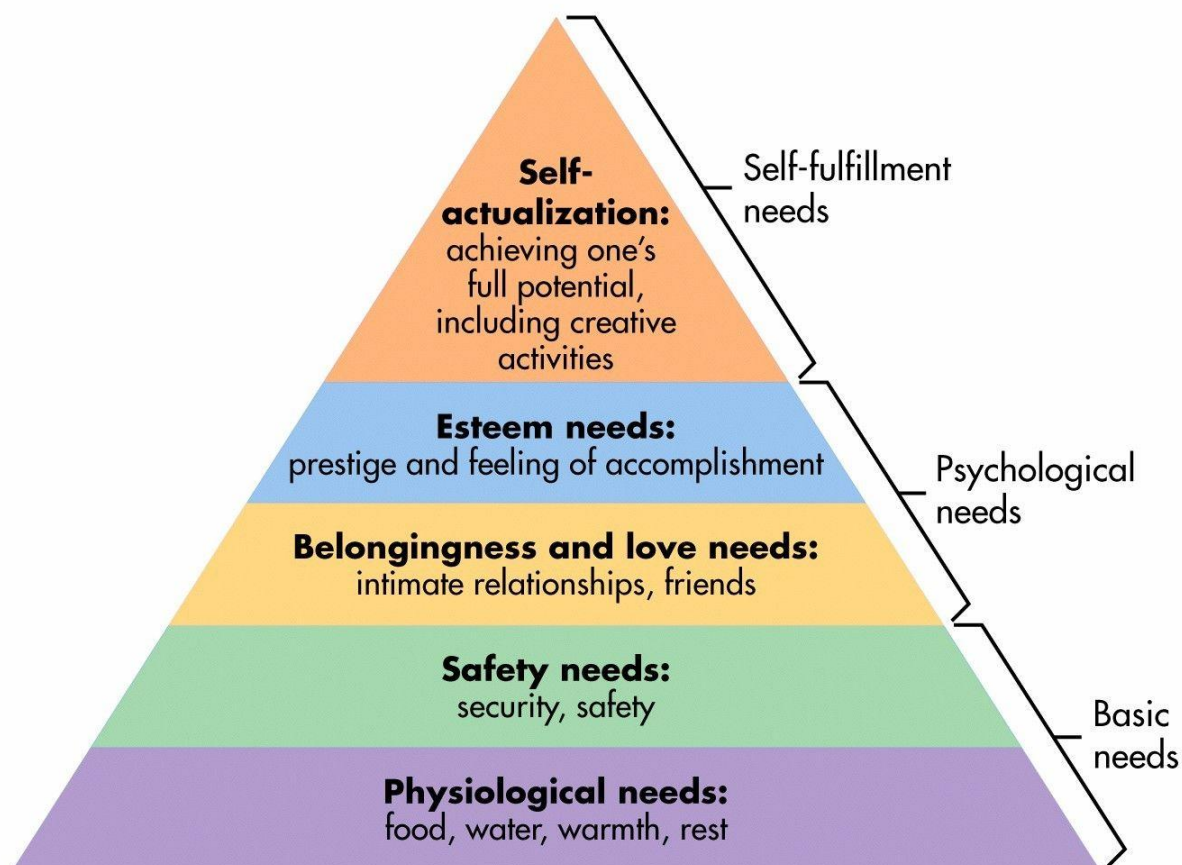 Self-
actualization:
achieving one's
full potential,
including creative
activities
Self-fulfillment
needs
Esteem needs:
prestige and feeling of accomplishment
Belongingness and love needs:
intimate relationships, friends
Psychological
needs
Safety needs:
security, safety
Physiological needs:
food, water, warmth, rest
Basic
needs